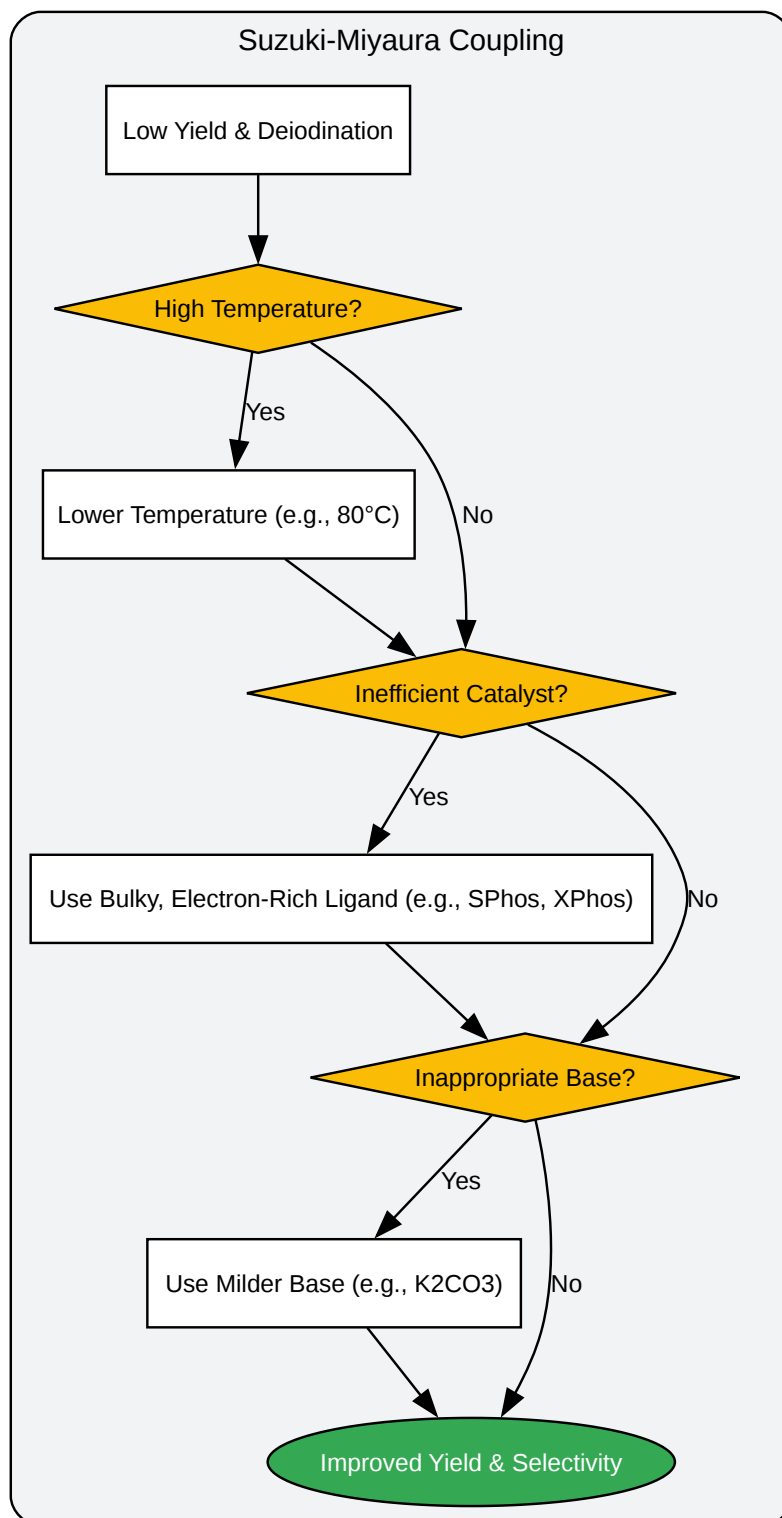 Suzuki-Miyaura Coupling
Low Yield & Deiodination
High Temperature?
Yes
Lower Temperature (e.g., 80°C)
No
Inefficient Catalyst?
Yes
Use Bulky, Electron-Rich Ligand (e.g., SPhos, XPhos)
No
Inappropriate Base?
Yes
Use Milder Base (e.g., K2CO3)
No
Improved Yield & Selectivity